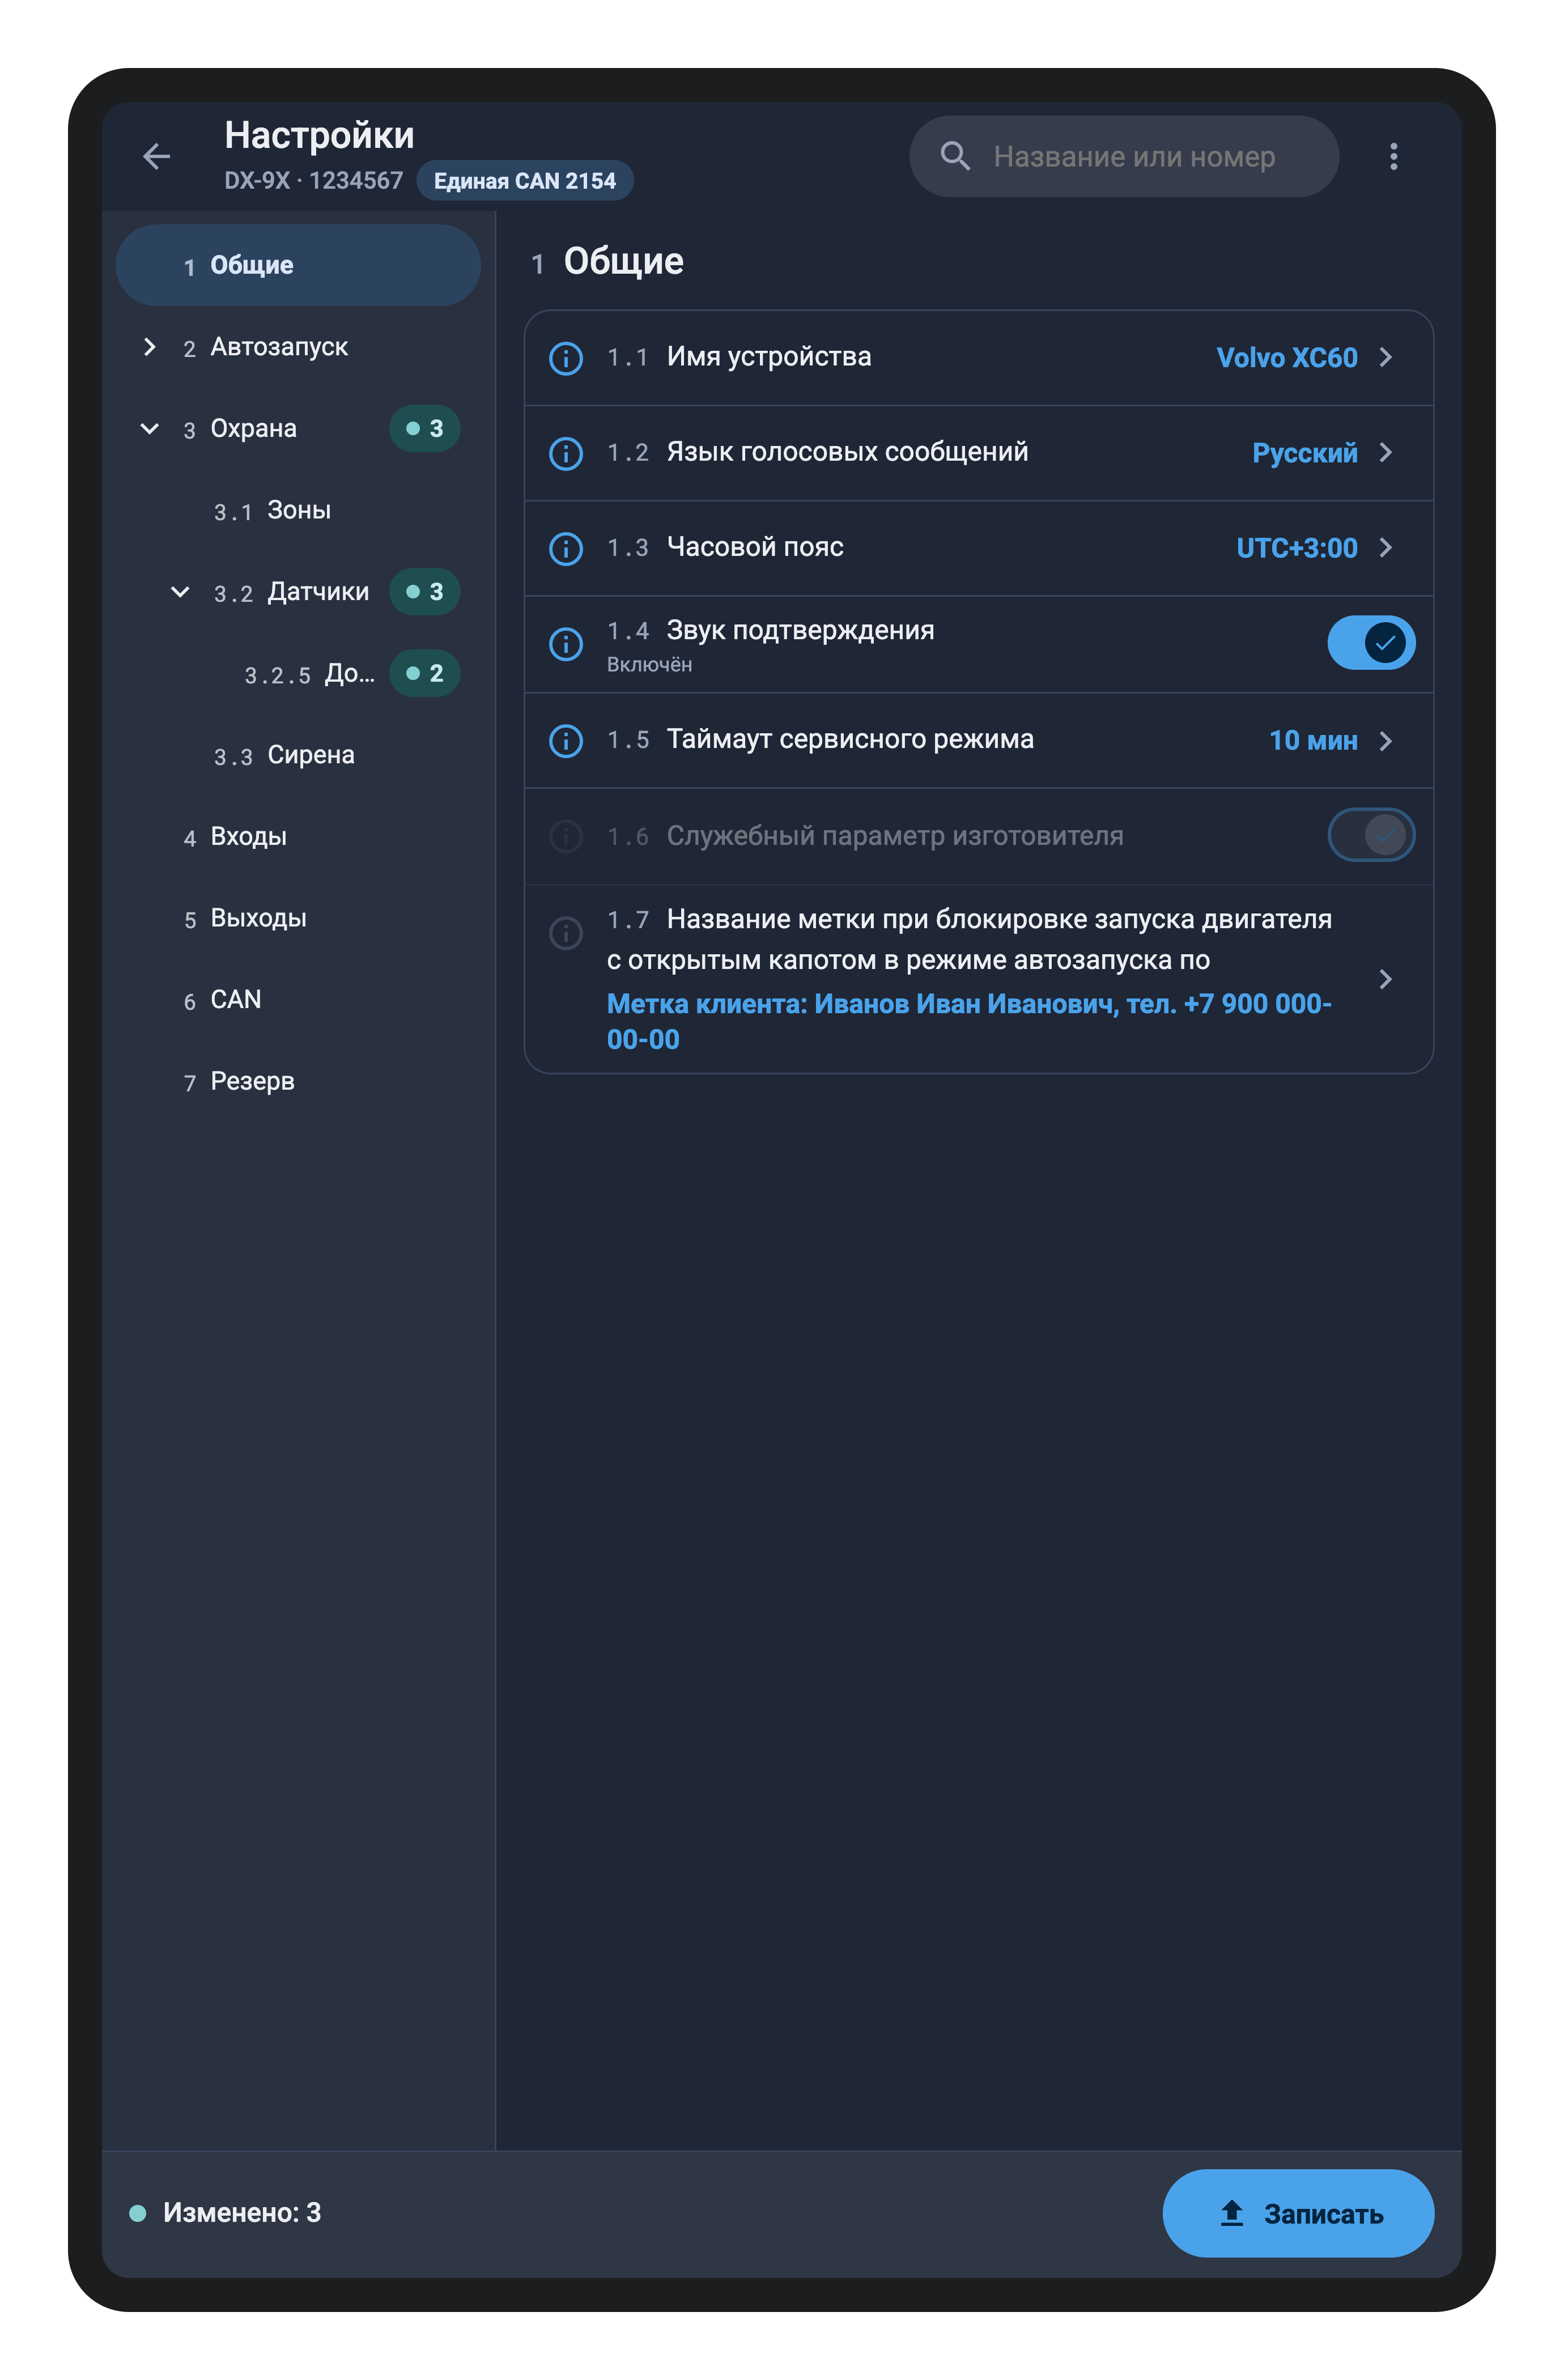 Настройки
DX-9X · 1234567 Единая CAN 2154
Название или номер
1 Общие
2 Автозапуск
3 Охрана 3
3.1 Зоны
3.2 Датчики 3
3.2.5 До... 2
3.3 Сирена
4 Входы
5 Выходы
6 CAN
7 Резерв
1 Общие
1.1 Имя устройства Volvo XC60
1.2 Язык голосовых сообщений Русский
1.3 Часовой пояс UTC+3:00
1.4 Звук подтверждения
Включён
1.5 Таймаут сервисного режима 10 мин
1.6 Служебный параметр изготовителя
1.7 Название метки при блокировке запуска двигателя
с открытым капотом в режиме автозапуска по
Метка клиента: Иванов Иван Иванович, тел. +7 900 000-
00-00
Изменено: 3
Записать